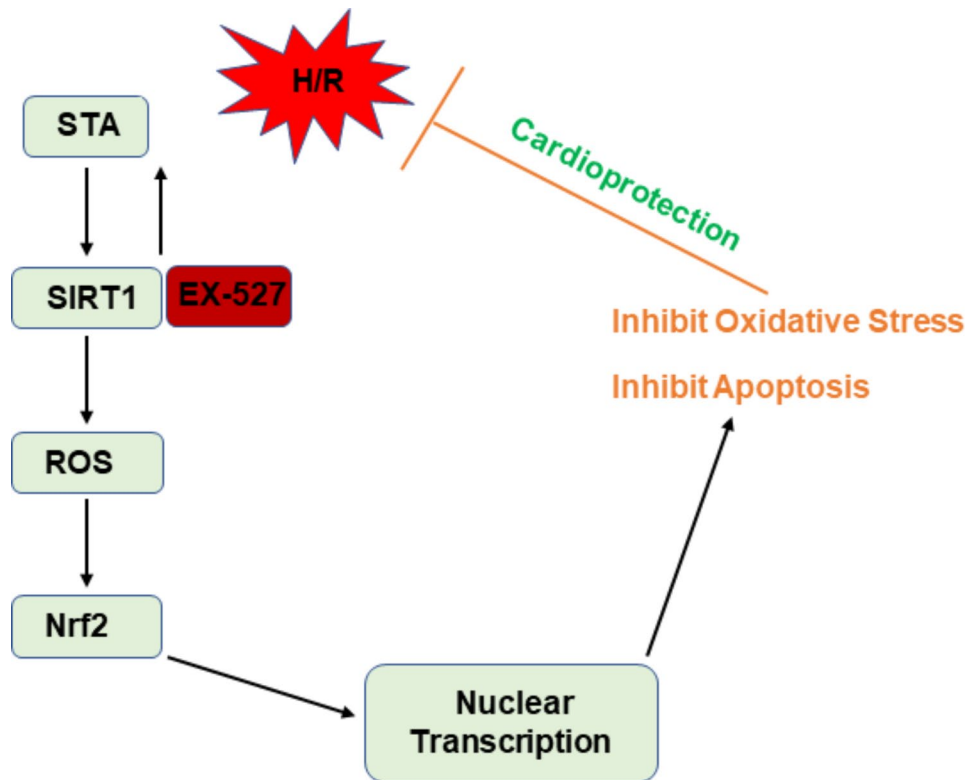 H/R
STA
Cardioprotection
SIRT1
EX-527
Inhibit Oxidative Stress
Inhibit Apoptosis
ROS
Nrf2
Nuclear
Transcription